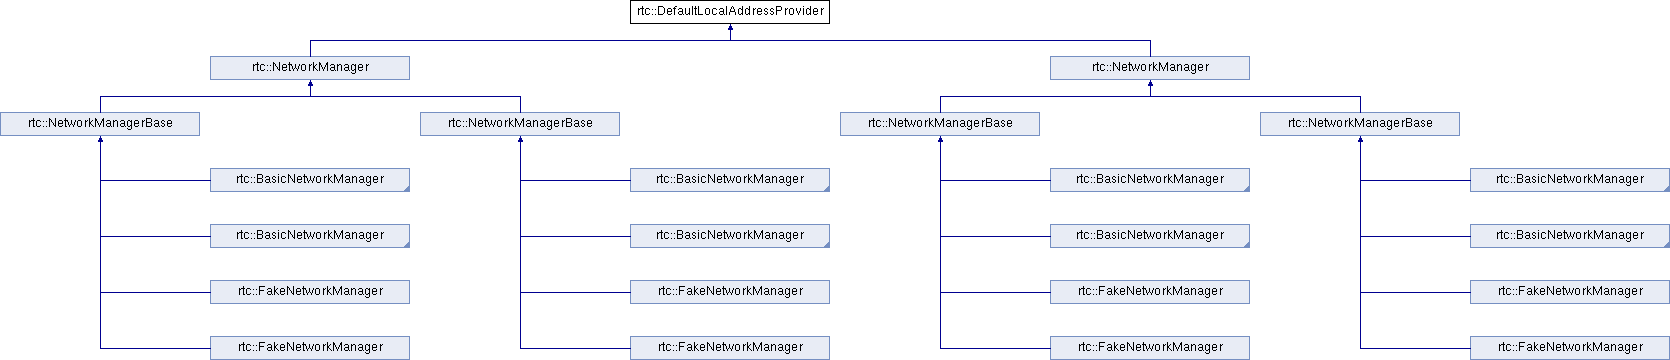 rtc::DefaultLocalAddressProvider
rtc::NetworkManager
rtc::NetworkManager
rtc::NetworkManagerBase
rtc::NetworkManagerBase
rtc::NetworkManagerBase
rtc::NetworkManagerBase
rtc::BasicNetworkManager
rtc::BasicNetworkManager
rtc::BasicNetworkManager
rtc::BasicNetworkManager
rtc::BasicNetworkManager
rtc::BasicNetworkManager
rtc::BasicNetworkManager
rtc::BasicNetworkManager
rtc::FakeNetworkManager
rtc::FakeNetworkManager
rtc::FakeNetworkManager
rtc::FakeNetworkManager
rtc::FakeNetworkManager
rtc::FakeNetworkManager
rtc::FakeNetworkManager
rtc::FakeNetworkManager